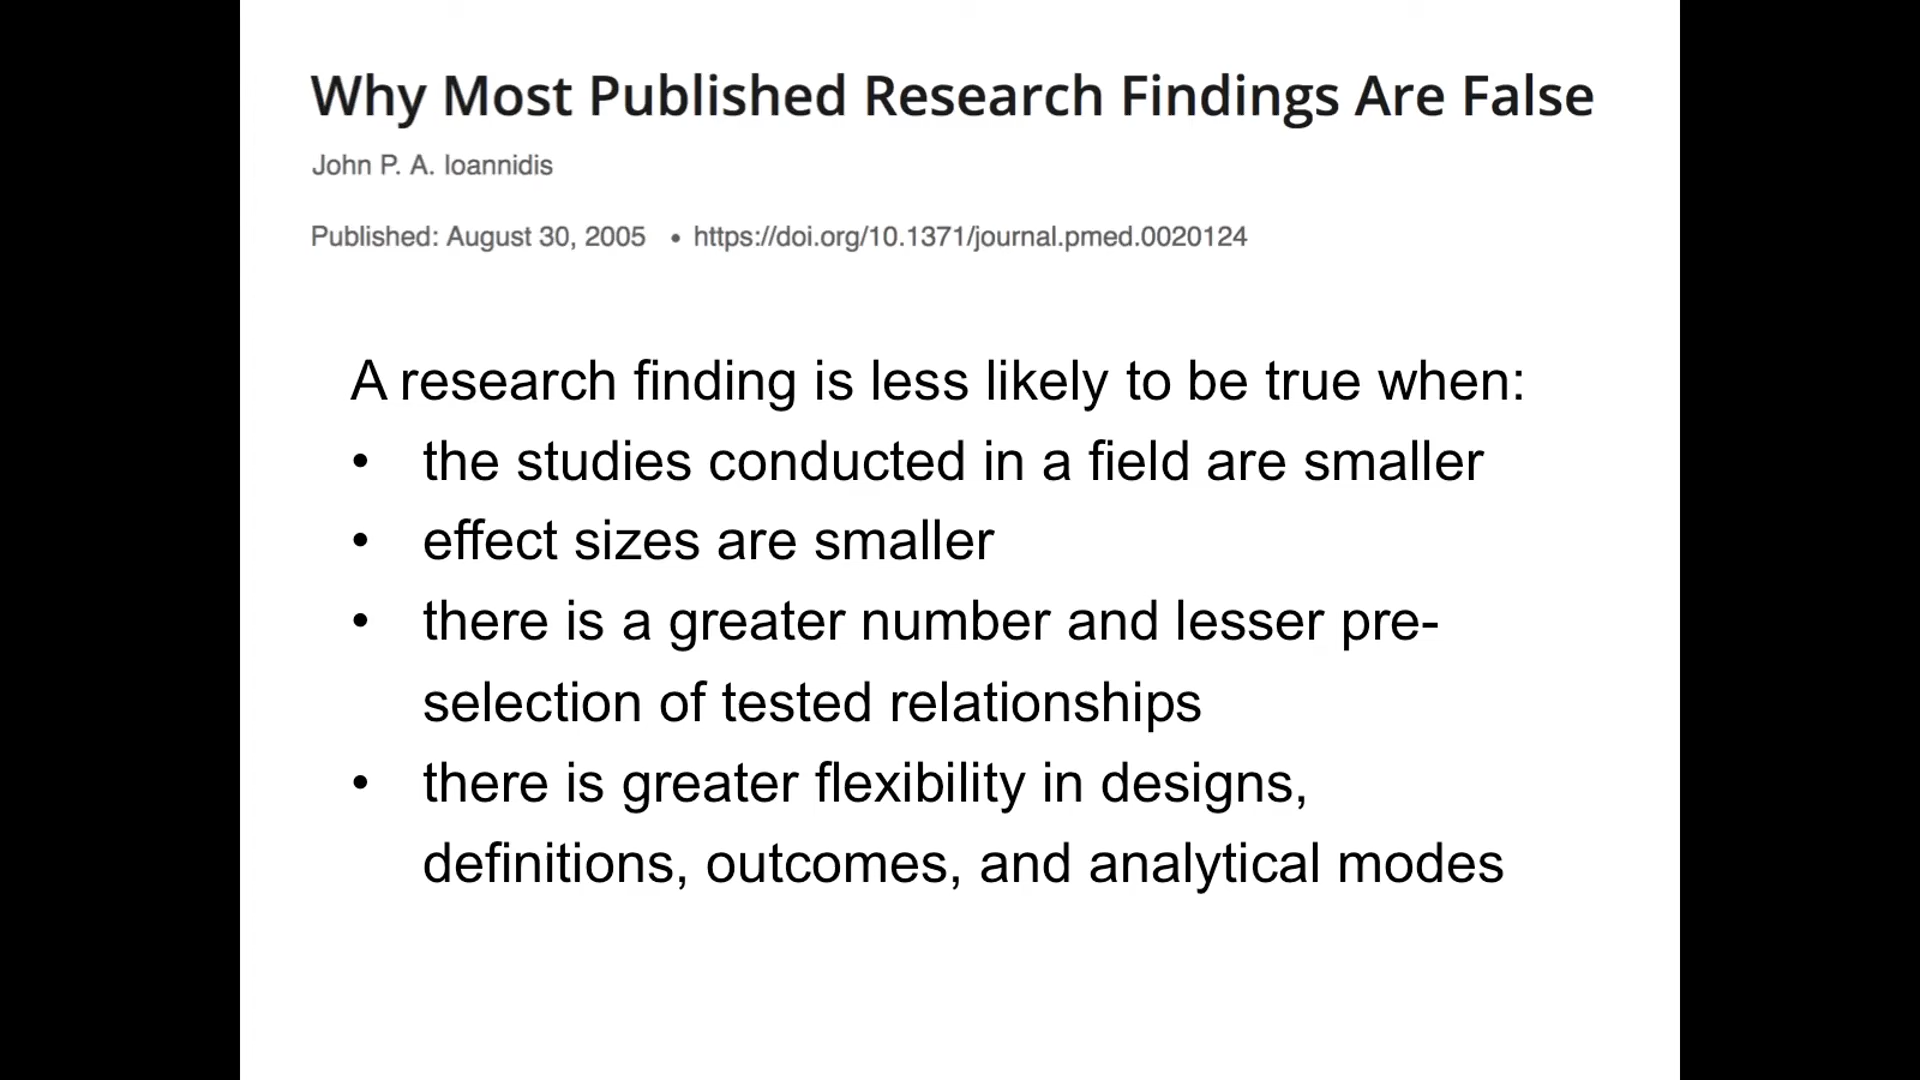 Why Most Published Research Findings Are False
John P. A. Ioannidis
Published: August 30, 2005 • https://doi.org/10.1371/journal.pmed.0020124
A research finding is less likely to be true when:
• the studies conducted in a field are smaller
• effect sizes are smaller
• there is a greater number and lesser pre-
selection of tested relationships
• there is greater flexibility in designs,
definitions, outcomes, and analytical modes